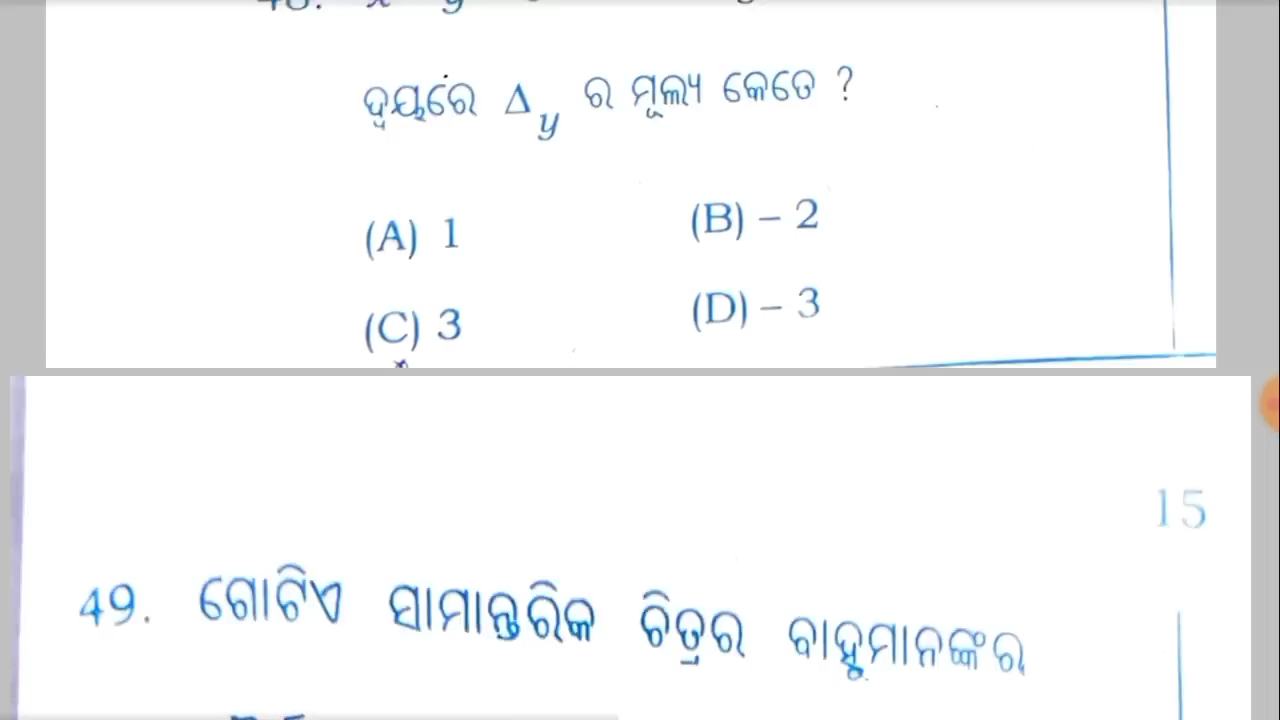 ଦ୍ୱୟରେ Δy ର ମୂଲ୍ୟ କେତେ ?
(A) 1 (B) – 2
(C) 3 (D) – 3
15
49. ଗୋଟିଏ ସାମାନ୍ତରିକ ଚିତ୍ରର ବାହୁମାନଙ୍କର